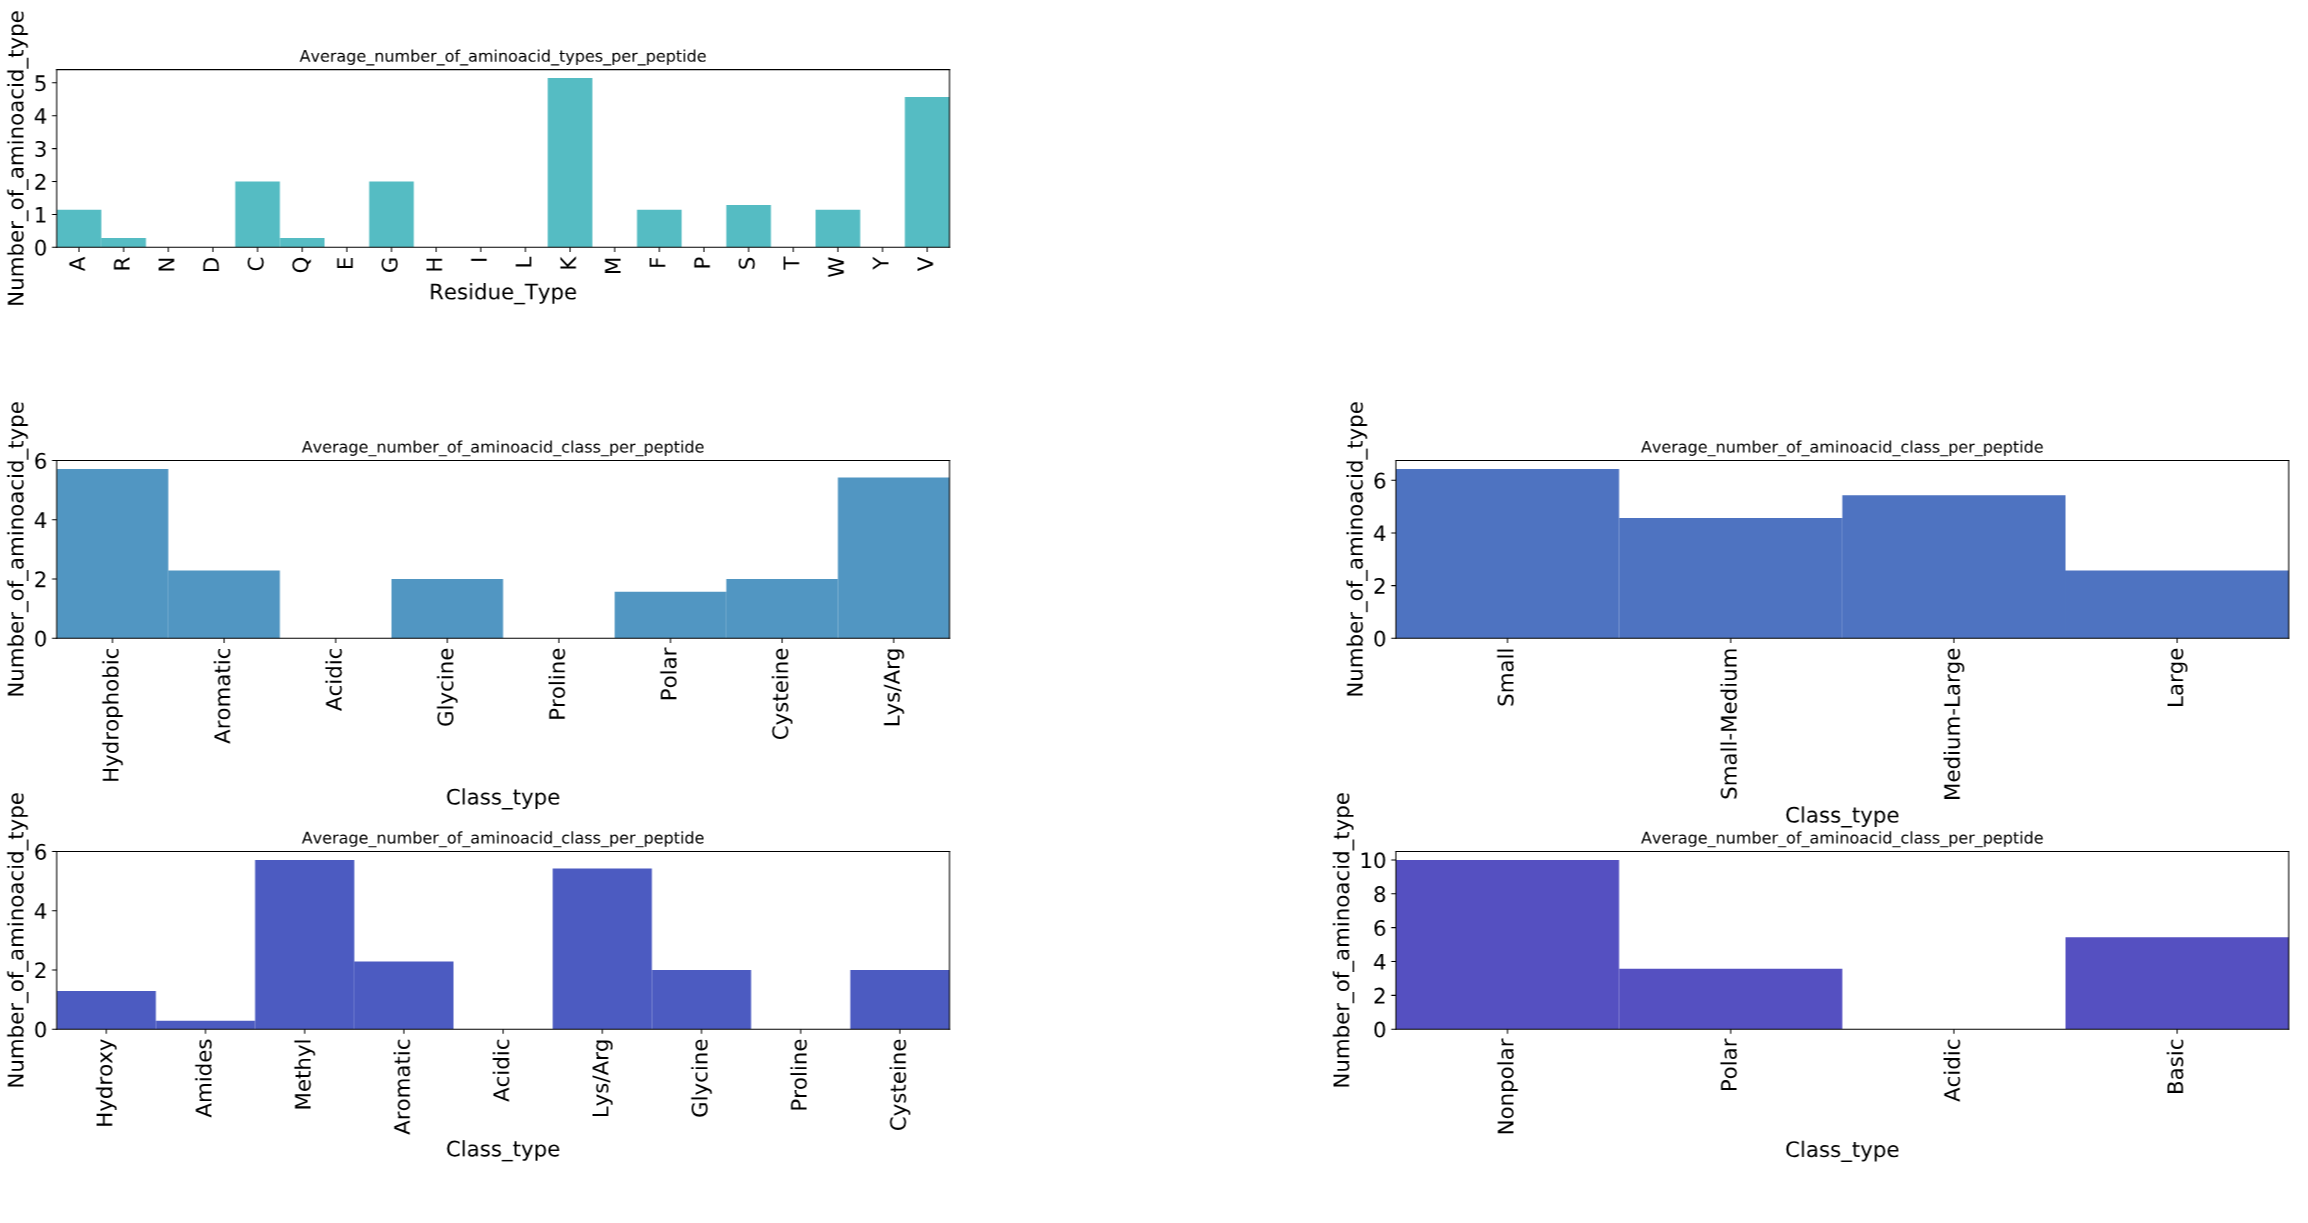 Average_number_of_aminoacid_types_per_peptide
Number_of_aminoacid_type
5
4
3
2
1
0
A R N D C Q E G H I L K M F P S T W Y V
Residue_Type
Average_number_of_aminoacid_class_per_peptide
Number_of_aminoacid_type
6
4
2
0
Hydrophobic Aromatic Acidic Glycine Proline Polar Cysteine Lys/Arg
Class_type
Average_number_of_aminoacid_class_per_peptide
Number_of_aminoacid_type
6
4
2
0
Small Small-Medium Medium-Large Large
Class_type
Average_number_of_aminoacid_class_per_peptide
Number_of_aminoacid_type
6
4
2
0
Hydroxy Amides Methyl Aromatic Acidic Lys/Arg Glycine Proline Cysteine
Class_type
Average_number_of_aminoacid_class_per_peptide
Number_of_aminoacid_type
10
8
6
4
2
0
Nonpolar Polar Acidic Basic
Class_type